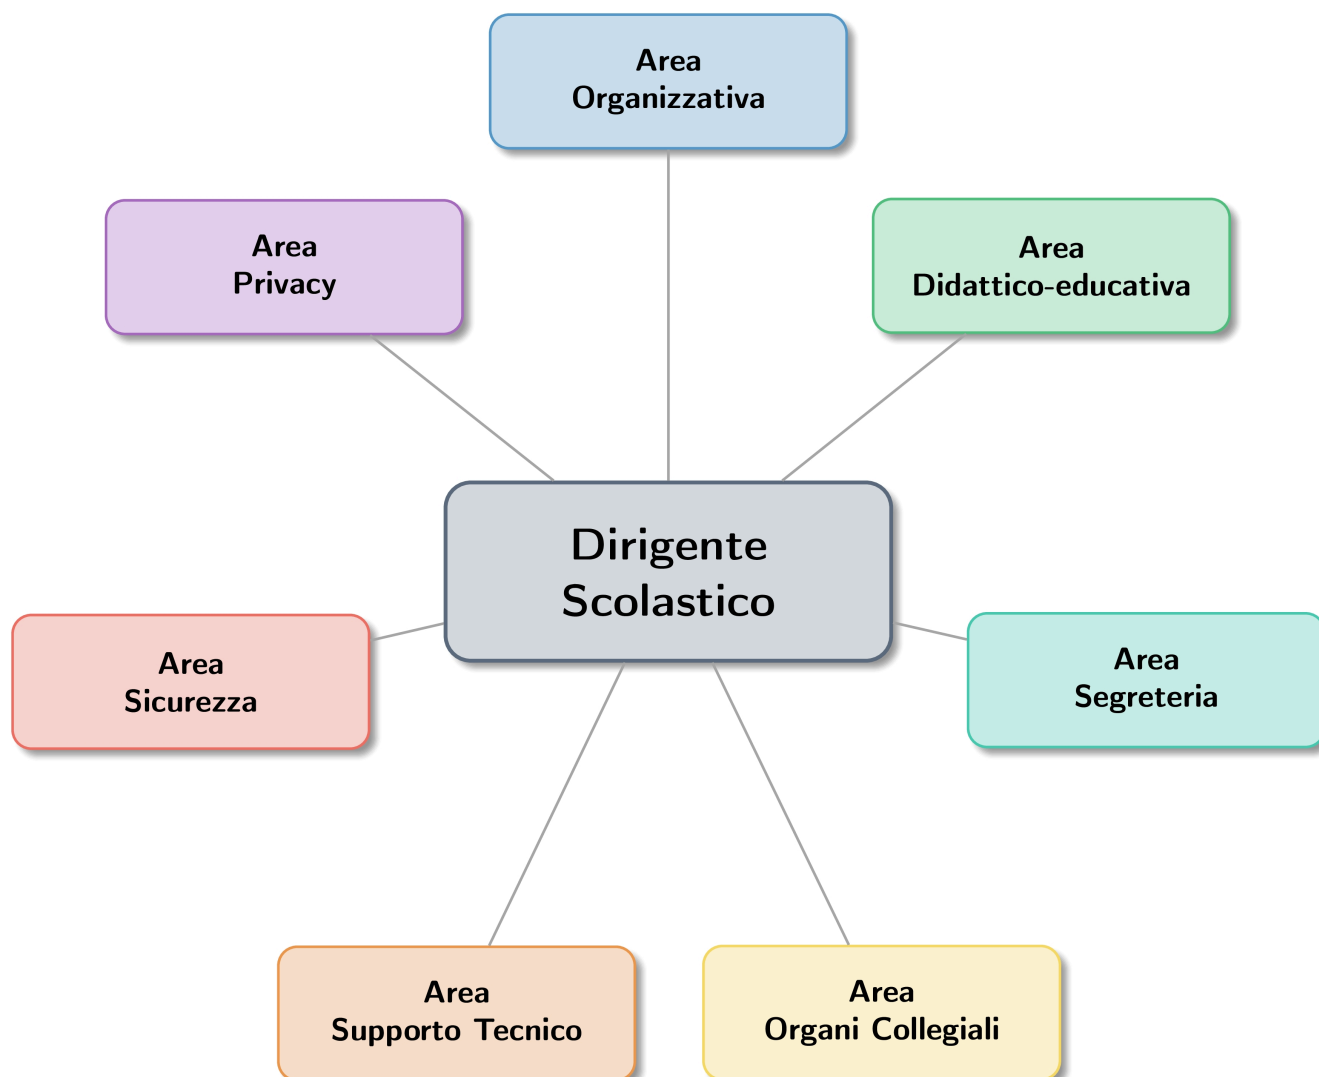 Area
Organizzativa
Area
Privacy
Area
Didattico-educativa
Dirigente
Scolastico
Area
Sicurezza
Area
Segreteria
Area
Supporto Tecnico
Area
Organi Collegiali